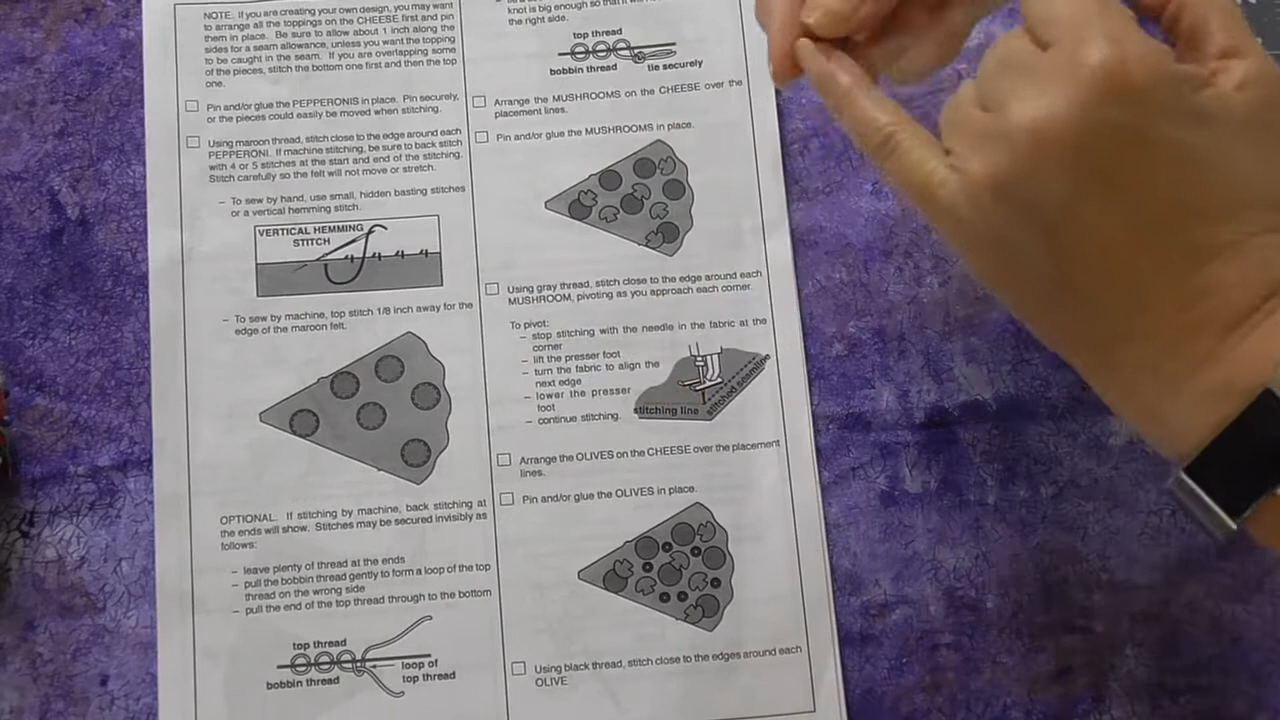 NOTE: If you are creating your own design, you may want
to arrange all the toppings on the CHEESE first and pin
them in place. Be sure to allow about 1 inch along the
sides for a seam allowance, unless you want the topping
to be caught in the seam. If you are overlapping some
of the pieces, stitch the bottom one first and then the top
one.
Pin and/or glue the PEPPERONIS in place. Pin securely,
or the pieces could easily be moved when stitching.
Using maroon thread, stitch close to the edge around each
PEPPERONI. If machine stitching, be sure to back stitch
with 4 or 5 stitches at the start and end of the stitching.
Stitch carefully so the felt will not move or stretch.
– To sew by hand, use small, hidden basting stitches
or a vertical hemming stitch.
VERTICAL HEMMING
STITCH
– To sew by machine, top stitch 1/8 inch away for the
edge of the maroon felt.
OPTIONAL: If stitching by machine, back stitching at
the ends will show. Stitches may be secured invisibly as
follows:
– leave plenty of thread at the ends
– pull the bobbin thread gently to form a loop of the top
thread on the wrong side
– pull the end of the top thread through to the bottom
top thread
bobbin thread
loop of
top thread
knot is big enough so that it
the right side.
top thread
bobbin thread
tie securely
Arrange the MUSHROOMS on the CHEESE over the
placement lines.
Pin and/or glue the MUSHROOMS in place.
Using gray thread, stitch close to the edge around each
MUSHROOM, pivoting as you approach each corner.
To pivot:
– stop stitching with the needle in the fabric at the
corner
– lift the presser foot
– turn the fabric to align the
next edge
– lower the presser
foot
– continue stitching.
stitching line
stitched seamline
Arrange the OLIVES on the CHEESE over the placement
lines.
Pin and/or glue the OLIVES in place.
Using black thread, stitch close to the edges around each
OLIVE